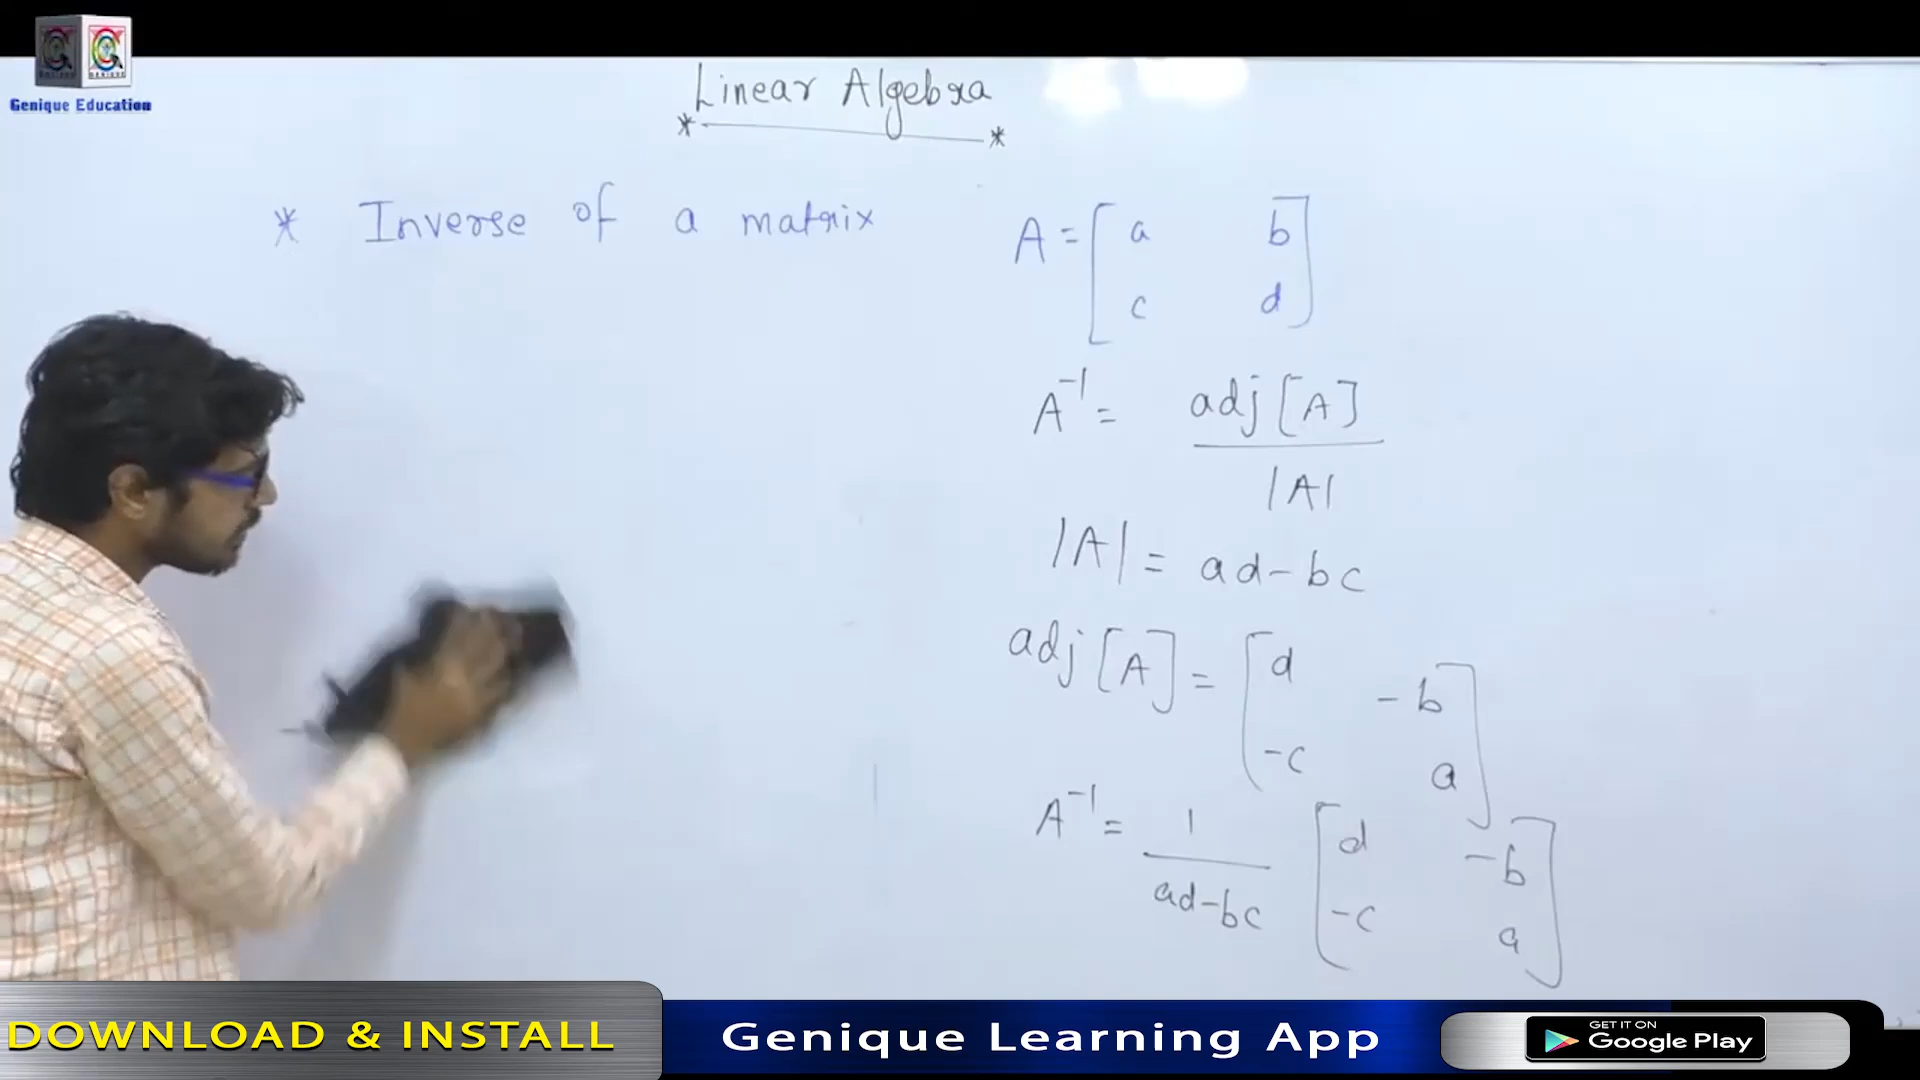 GENIQUE
Genique Education
Linear Algebra
* *
* Inverse of a matrix
A = [ a b
c d ]
A⁻¹ = adj[A]
|A|
|A| = ad-bc
adj[A] = [ d -b
-c a ]
A⁻¹ = 1
ad-bc
[ d -b
-c a ]
DOWNLOAD & INSTALL
Genique Learning App
GET IT ON
Google Play